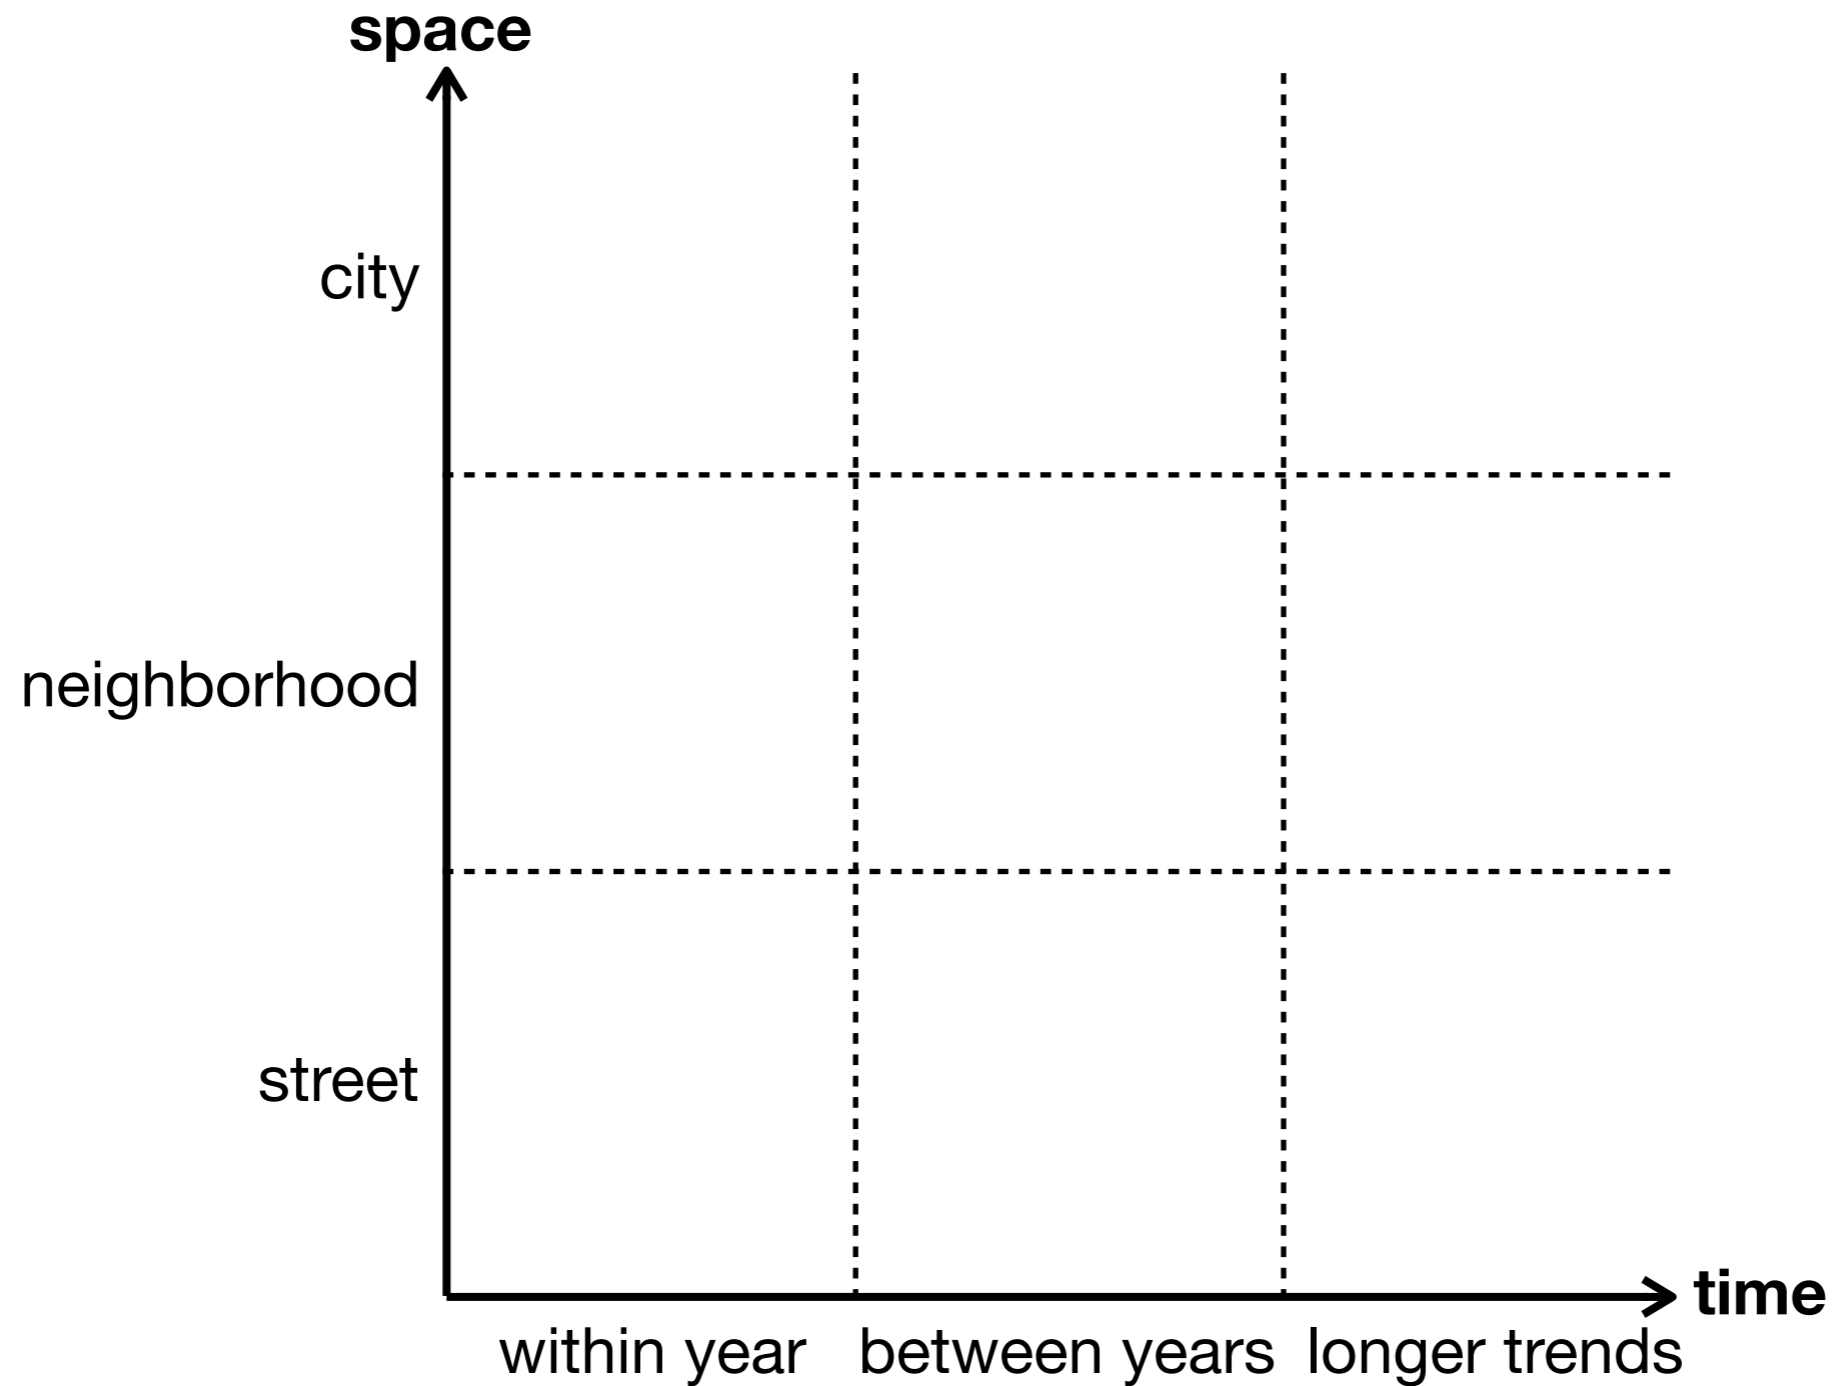 space
city
neighborhood
street
time
within year
between years
longer trends